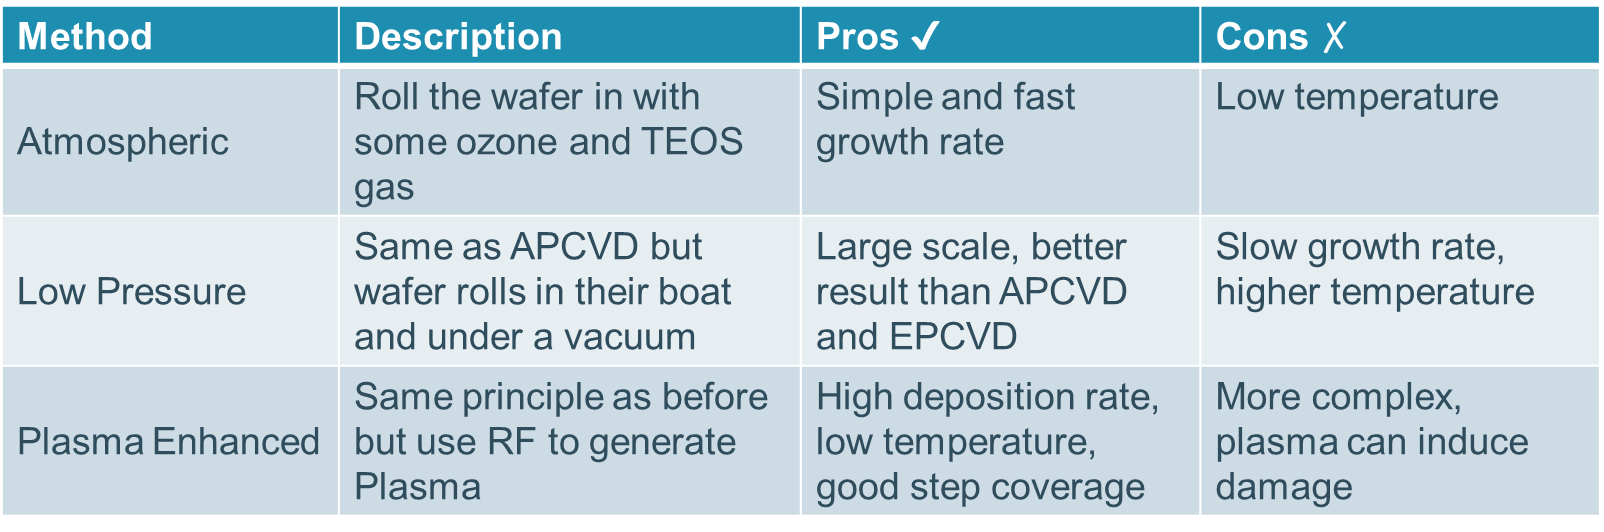 Method
Description
Pros ✓
Cons ✗
Atmospheric
Roll the wafer in with
some ozone and TEOS
gas
Simple and fast
growth rate
Low temperature
Low Pressure
Same as APCVD but
wafer rolls in their boat
and under a vacuum
Large scale, better
result than APCVD
and EPCVD
Slow growth rate,
higher temperature
Plasma Enhanced
Same principle as before
but use RF to generate
Plasma
High deposition rate,
low temperature,
good step coverage
More complex,
plasma can induce
damage